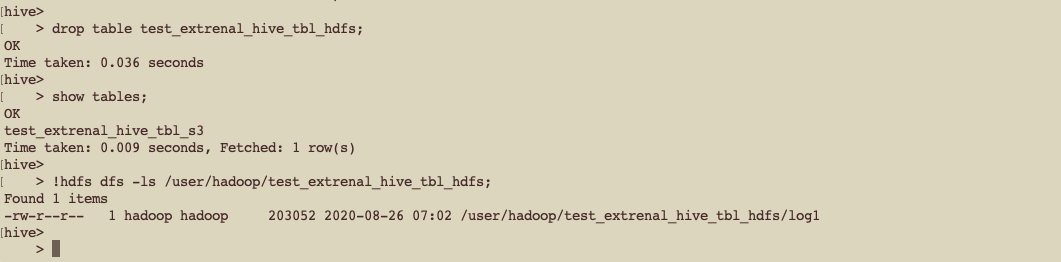 [hive>
[    > drop table test_extrenal_hive_tbl_hdfs;
OK
Time taken: 0.036 seconds
[hive>
[    > show tables;
OK
test_extrenal_hive_tbl_s3
Time taken: 0.009 seconds, Fetched: 1 row(s)
[hive>
[    > !hdfs dfs -ls /user/hadoop/test_extrenal_hive_tbl_hdfs;
Found 1 items
-rw-r--r--   1 hadoop hadoop     203052 2020-08-26 07:02 /user/hadoop/test_extrenal_hive_tbl_hdfs/log1
[hive>
    >